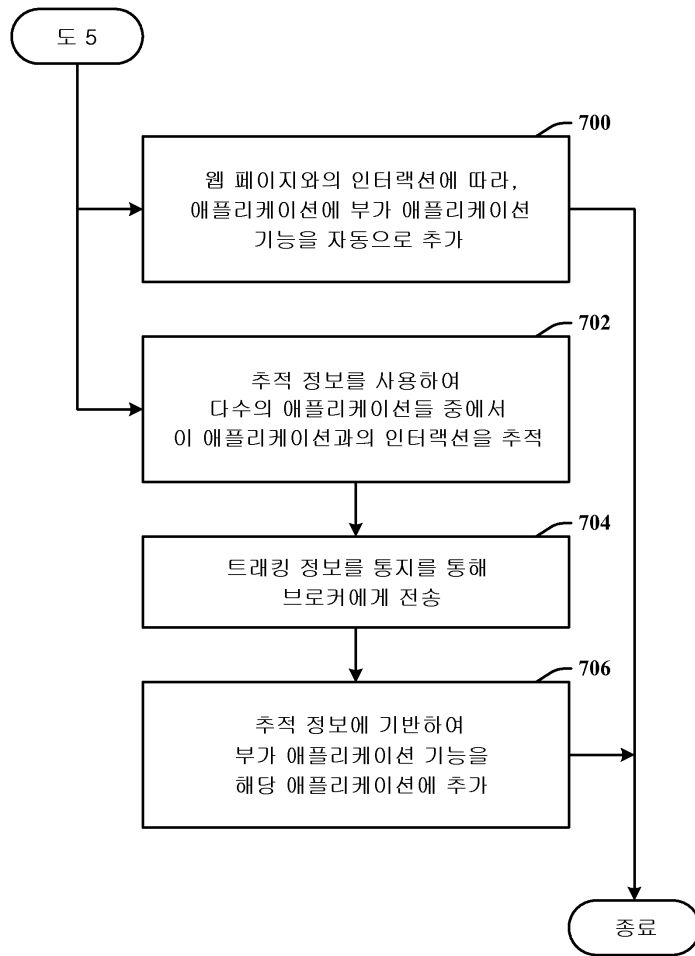 도 5
700
웹 페이지와의 인터랙션에 따라,
애플리케이션에 부가 애플리케이션
기능을 자동으로 추가
702
추적 정보를 사용하여
다수의 애플리케이션들 중에서
이 애플리케이션과의 인터랙션을 추적
704
트래킹 정보를 통지를 통해
브로커에게 전송
706
추적 정보에 기반하여
부가 애플리케이션 기능을
해당 애플리케이션에 추가
종료